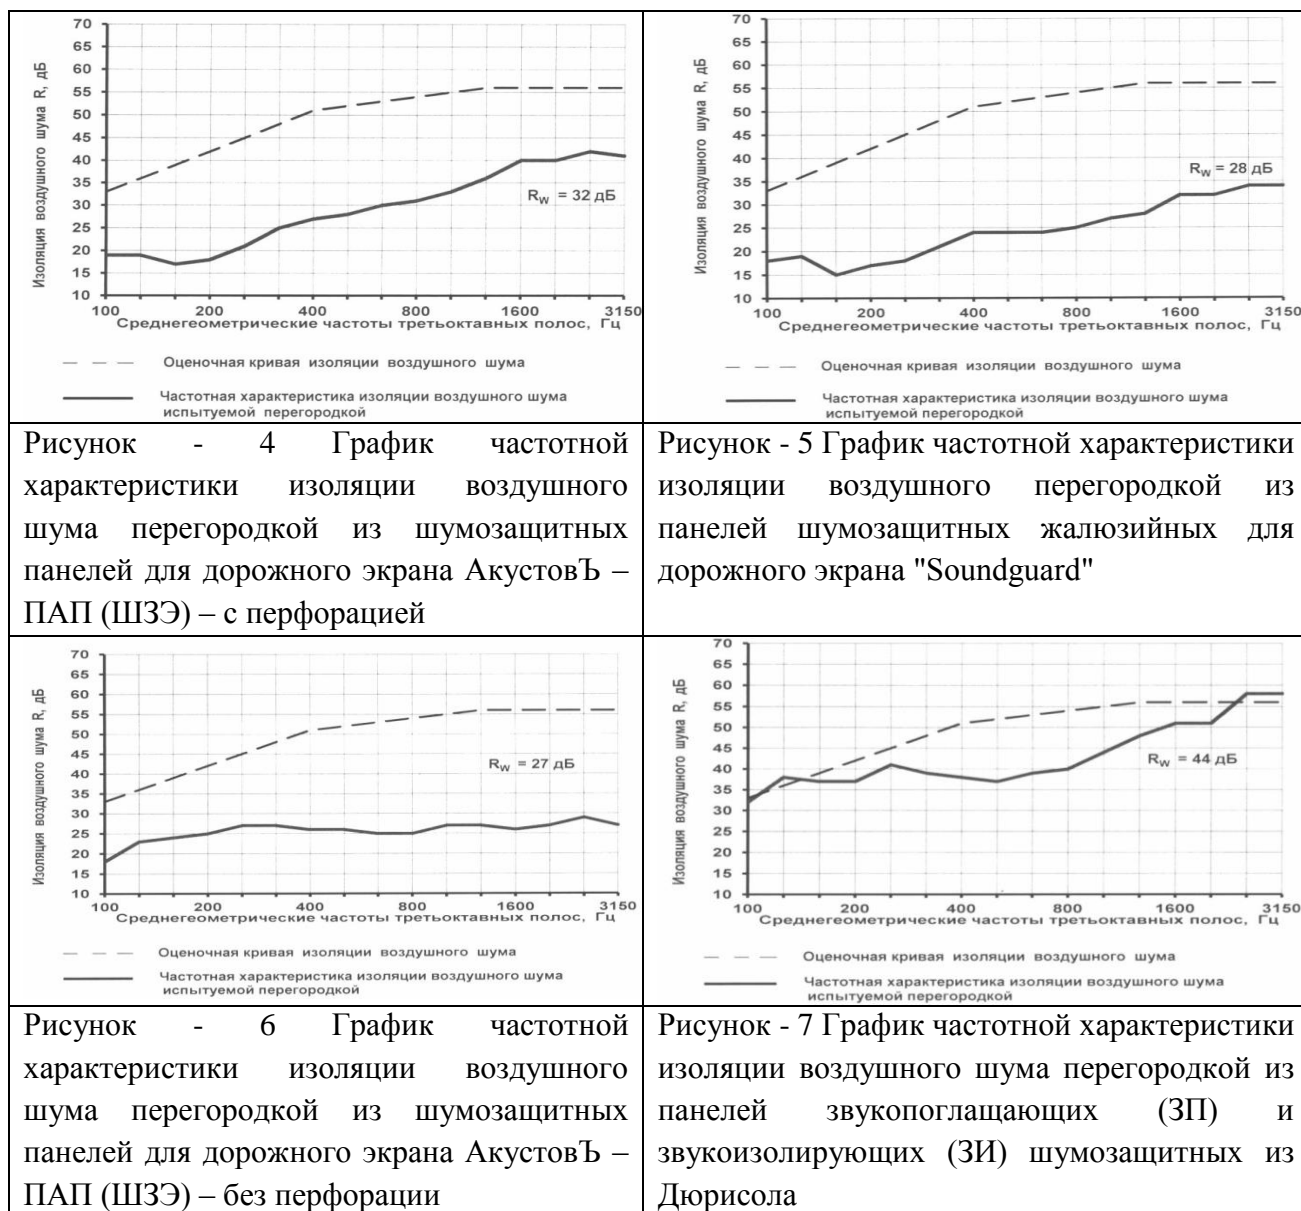 70
65
60
55
50
45
40
35
30
25
20
15
10
Изоляция воздушного шума R, дБ
R_W = 32 дБ
100 200 400 800 1600 3150
Среднегеометрические частоты третьоктавных полос, Гц
Оценочная кривая изоляции воздушного шума
Частотная характеристика изоляции воздушного шума
испытуемой перегородкой
Рисунок - 4 График частотной
характеристики изоляции воздушного
шума перегородкой из шумозащитных
панелей для дорожного экрана АкустовЪ –
ПАП (ШЗЭ) – с перфорацией
70
65
60
55
50
45
40
35
30
25
20
15
10
Изоляция воздушного шума R, дБ
R_W = 28 дБ
100 200 400 800 1600 3150
Среднегеометрические частоты третьоктавных полос, Гц
Оценочная кривая изоляции воздушного шума
Частотная характеристика изоляции воздушного шума
испытуемой перегородкой
Рисунок - 5 График частотной характеристики
изоляции воздушного перегородкой из
панелей шумозащитных жалюзийных для
дорожного экрана "Soundguard"
70
65
60
55
50
45
40
35
30
25
20
15
10
Изоляция воздушного шума R, дБ
R_W = 27 дБ
100 200 400 800 1600 3150
Среднегеометрические частоты третьоктавных полос, Гц
Оценочная кривая изоляции воздушного шума
Частотная характеристика изоляции воздушного шума
испытуемой перегородкой
Рисунок - 6 График частотной
характеристики изоляции воздушного
шума перегородкой из шумозащитных
панелей для дорожного экрана АкустовЪ –
ПАП (ШЗЭ) – без перфорации
70
65
60
55
50
45
40
35
30
25
20
15
10
Изоляция воздушного шума R, дБ
R_W = 44 дБ
100 200 400 800 1600 3150
Среднегеометрические частоты третьоктавных полос, Гц
Оценочная кривая изоляции воздушного шума
Частотная характеристика изоляции воздушного шума
испытуемой перегородкой
Рисунок - 7 График частотной характеристики
изоляции воздушного шума перегородкой из
панелей звукопоглащающих (ЗП) и
звукоизолирующих (ЗИ) шумозащитных из
Дюрисола